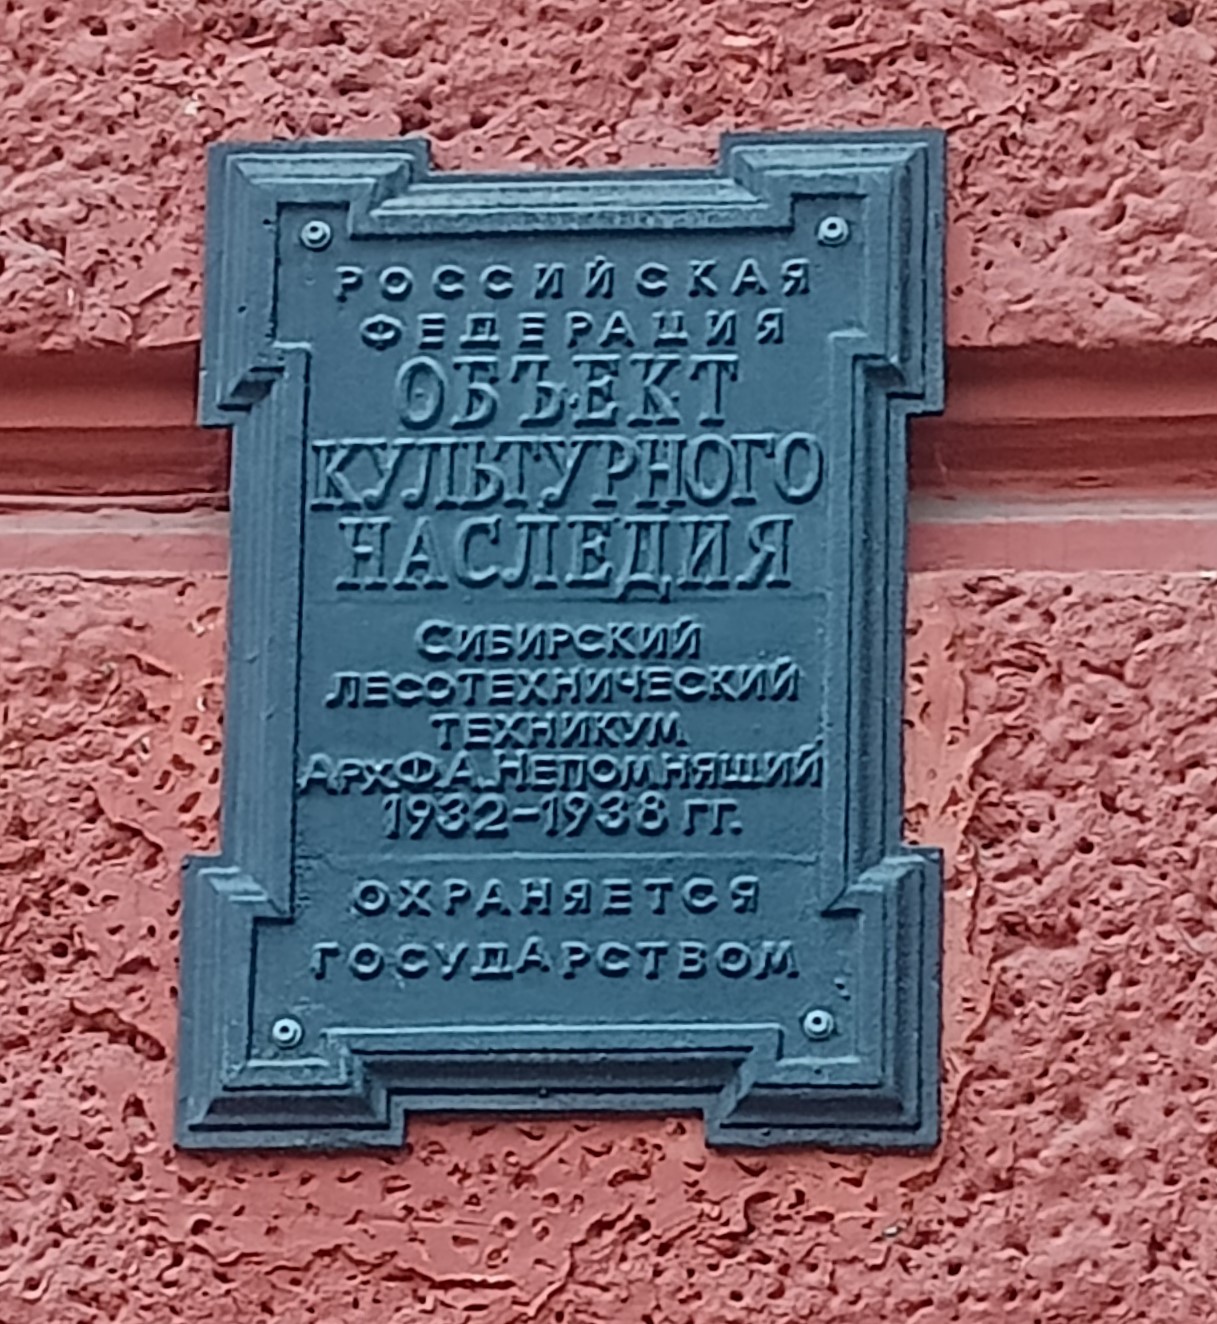 РОССИЙСКАЯ
ФЕДЕРАЦИЯ
ОБЪЕКТ
КУЛЬТУРНОГО
НАСЛЕДИЯ
СИБИРСКИЙ
ЛЕСОТЕХНИЧЕСКИЙ
ТЕХНИКУМ
АРХ.Ф.А.НЕПОМНЯЩИЙ
1932-1938 ГГ.
ОХРАНЯЕТСЯ
ГОСУДАРСТВОМ